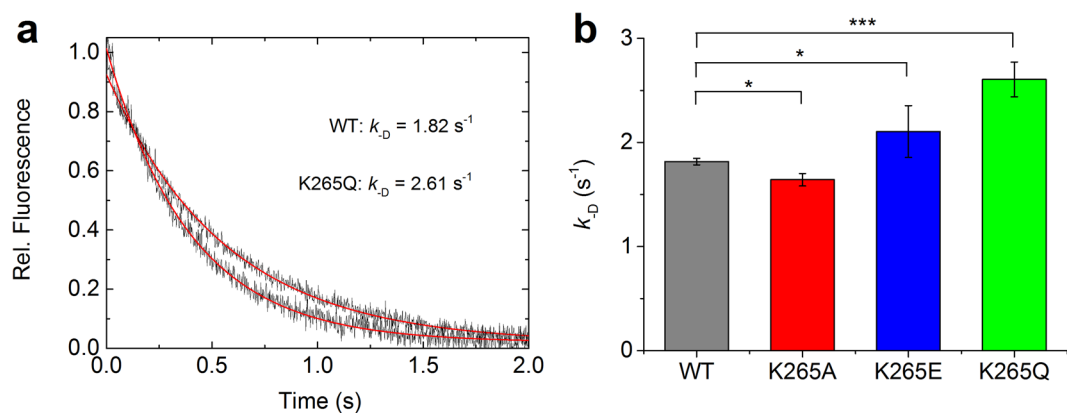 a
Rel. Fluorescence
1.0
0.8
0.6
0.4
0.2
0.0
WT: k-D = 1.82 s-1
K265Q: k-D = 2.61 s-1
0.0 0.5 1.0 1.5 2.0
Time (s)
b
k-D (s-1)
3
2
1
0
***
*
*
WT K265A K265E K265Q